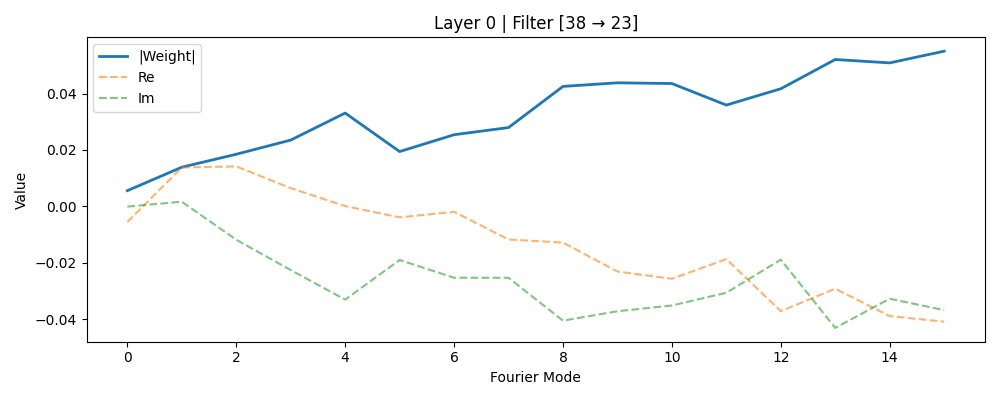 Layer 0 | Filter [38 → 23]
|Weight|
Re
Im
Value
0.04
0.02
0.00
−0.02
−0.04
0 2 4 6 8 10 12 14
Fourier Mode